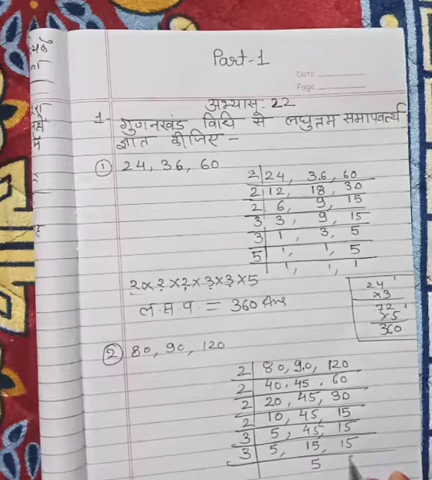 Part-1
Date
Page
अभ्यास: 22
1- गुणनखंड विधि से लघुतम समापवर्त्य
ज्ञात कीजिए -
① 24, 36, 60
2 | 24, 36, 60
2 | 12, 18, 30
2 | 6, 9, 15
3 | 3, 9, 15
3 | 1, 3, 5
5 | 1, 1, 5
1, 1, 1
2×2×2×3×3×5
ल.स.प. = 360 Ans
24
×3
72
×5
360
② 80, 90, 120
2 | 80, 90, 120
2 | 40, 45, 60
2 | 20, 45, 30
2 | 10, 45, 15
3 | 5, 45, 15
3 | 5, 15, 15
5